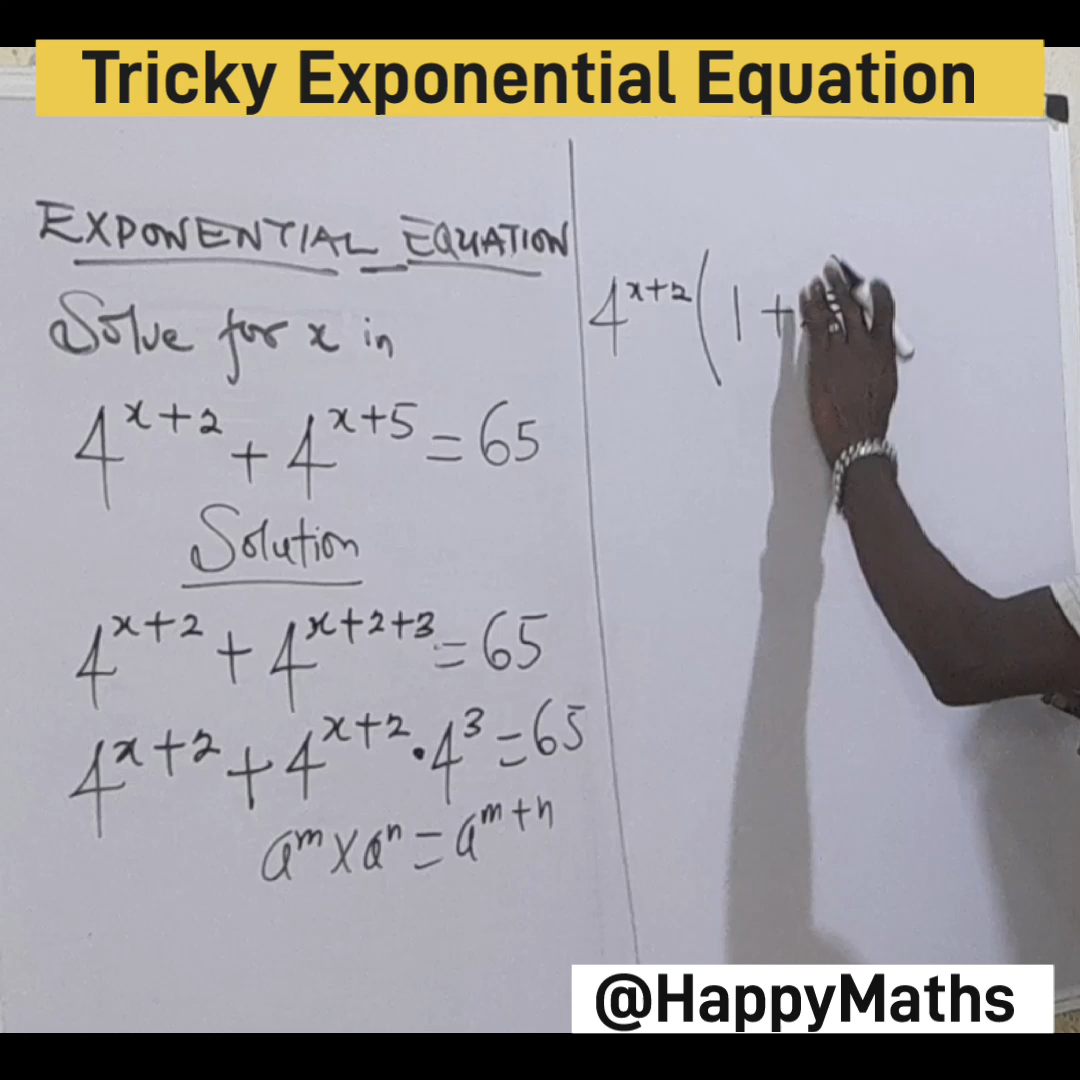 Tricky Exponential Equation
EXPONENTIAL EQUATION
Solve for x in
4^{x+2} + 4^{x+5} = 65
Solution
4^{x+2} + 4^{x+2+3} = 65
4^{x+2} + 4^{x+2} · 4^3 = 65
a^m × a^n = a^{m+n}
4^{x+2} ( 1 +
@HappyMaths